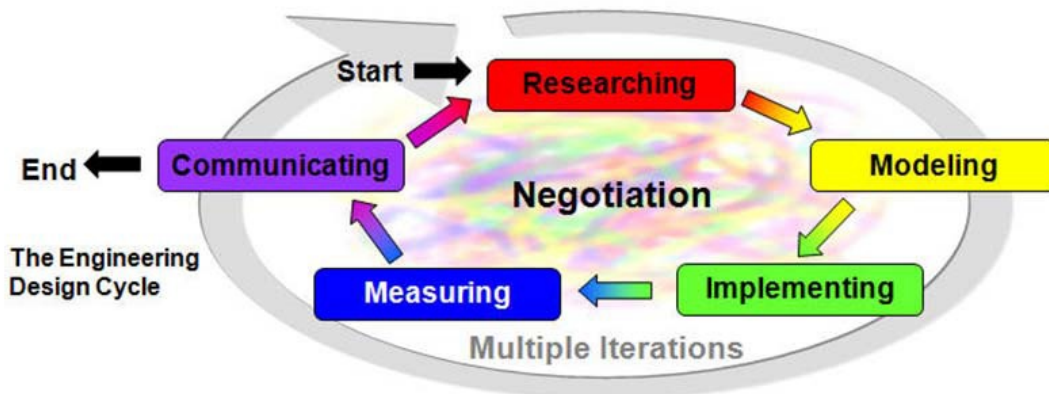 Start
Researching
End
Communicating
Modeling
Negotiation
The Engineering
Design Cycle
Measuring
Implementing
Multiple Iterations